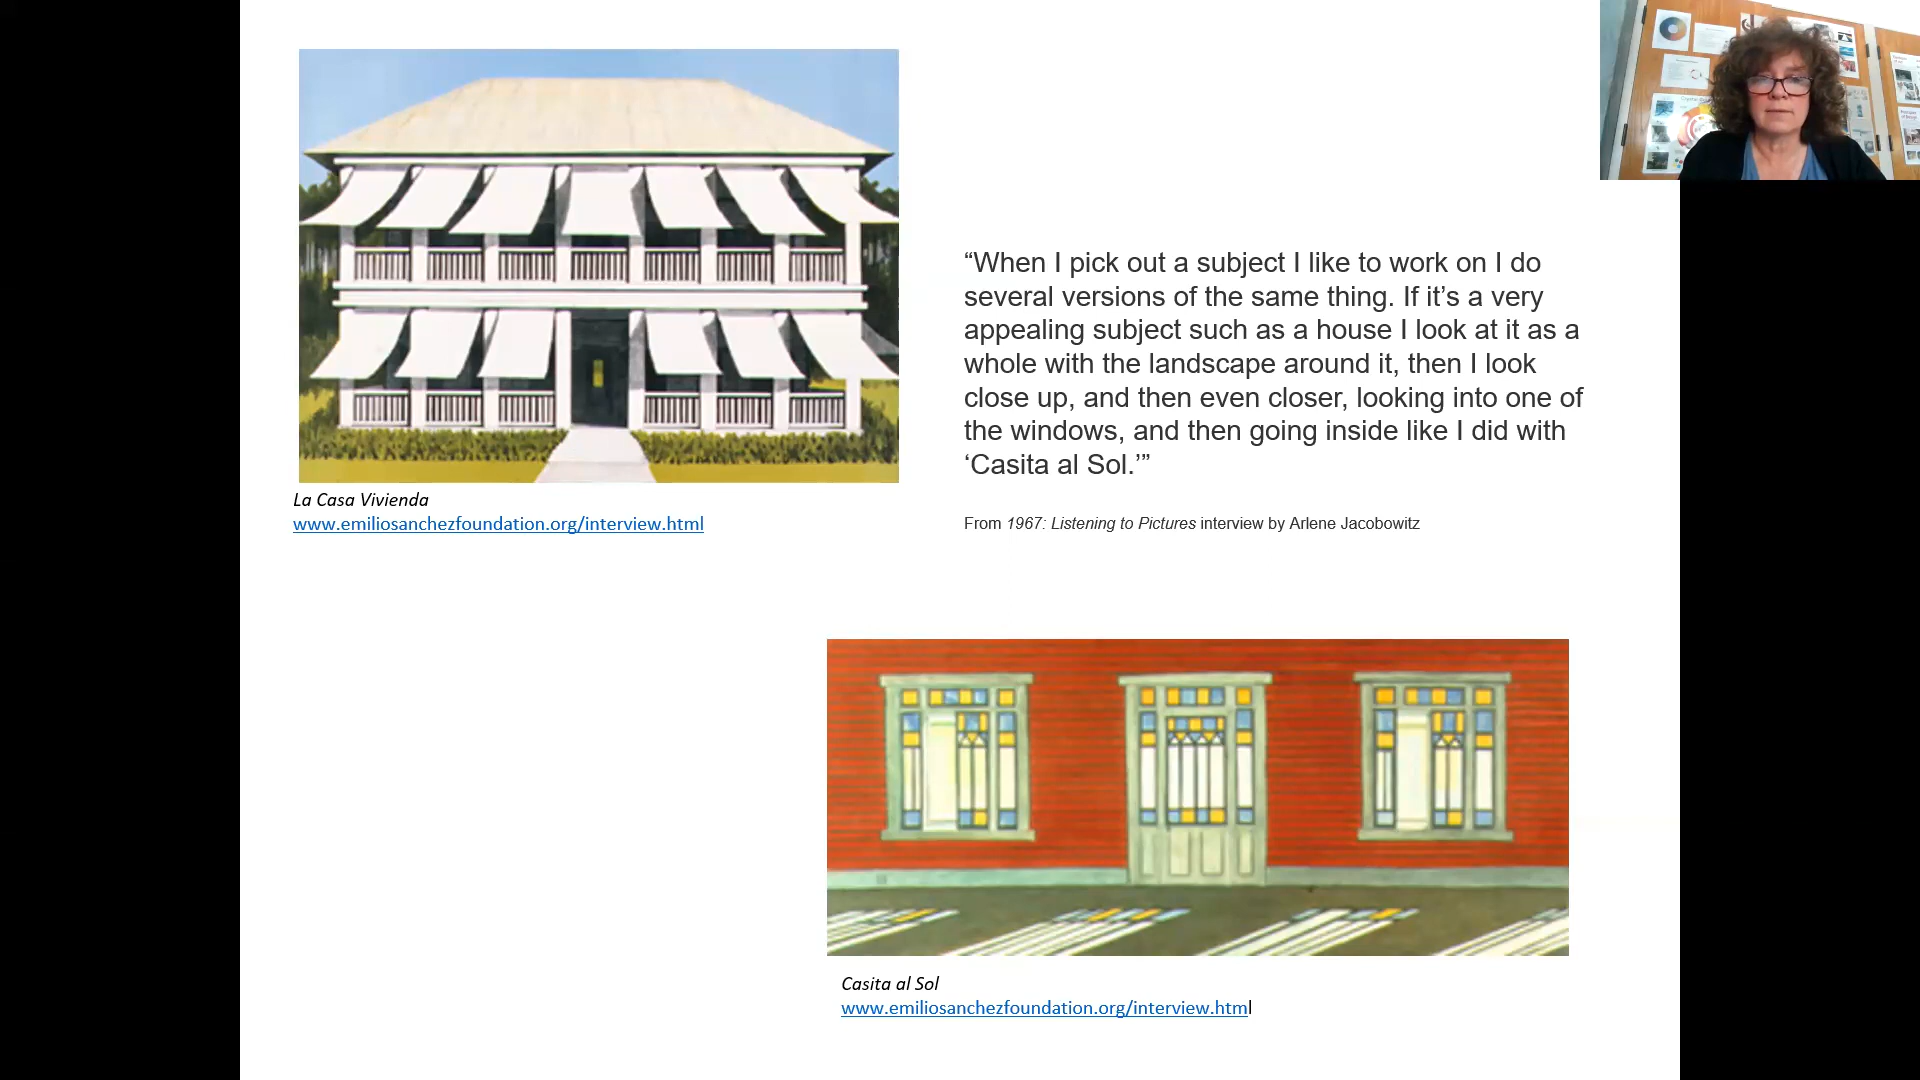 La Casa Vivienda
www.emiliosanchezfoundation.org/interview.html
“When I pick out a subject I like to work on I do
several versions of the same thing. If it’s a very
appealing subject such as a house I look at it as a
whole with the landscape around it, then I look
close up, and then even closer, looking into one of
the windows, and then going inside like I did with
‘Casita al Sol.’”
From 1967: Listening to Pictures interview by Arlene Jacobowitz
Casita al Sol
www.emiliosanchezfoundation.org/interview.html